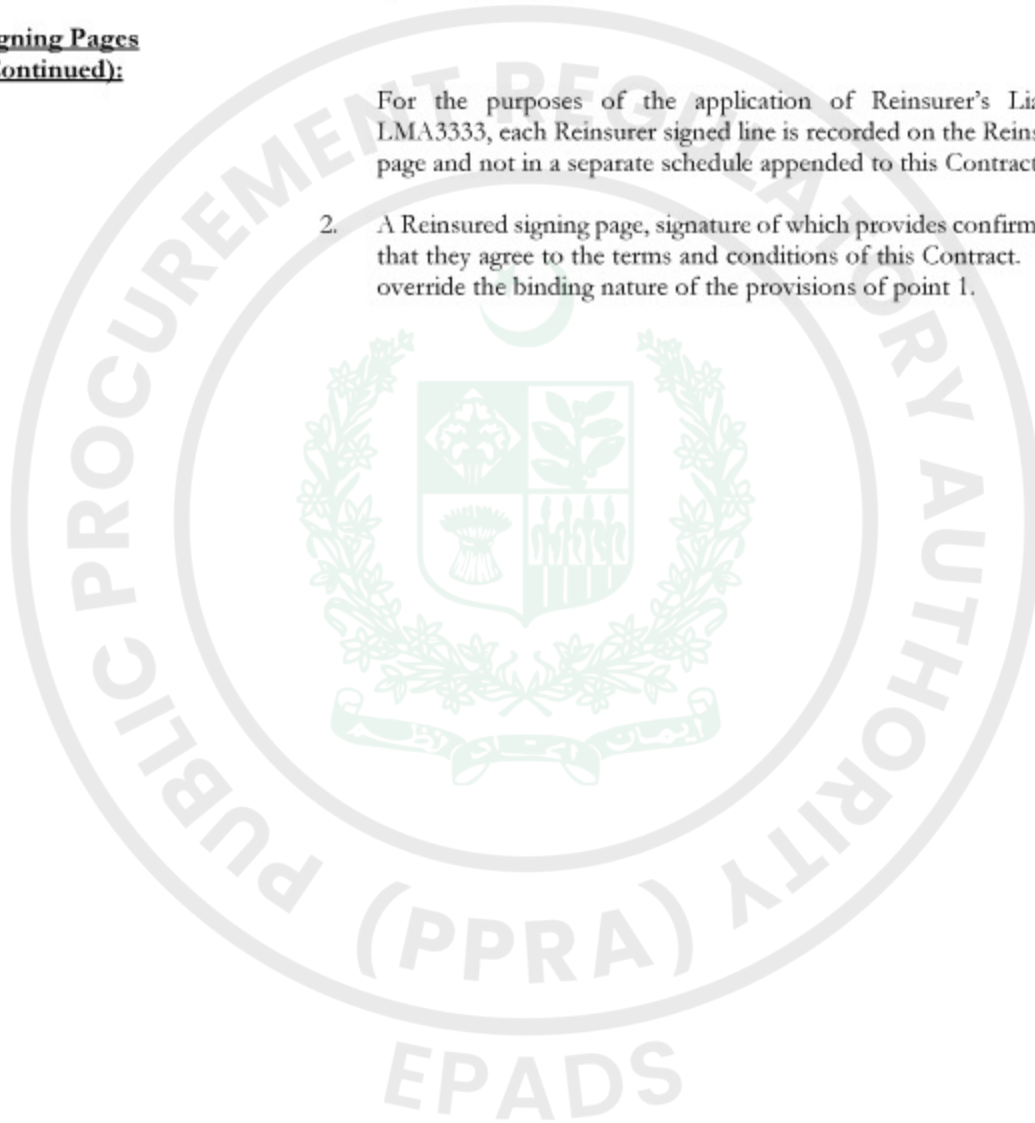 gning Pages
ontinued):
For the purposes of the application of Reinsurer's Lia
LMA3333, each Reinsurer signed line is recorded on the Reins
page and not in a separate schedule appended to this Contract
2. A Reinsured signing page, signature of which provides confirm
that they agree to the terms and conditions of this Contract.
override the binding nature of the provisions of point 1.
PUBLIC PROCUREMENT REGULATORY AUTHORITY
(PPRA)
EPADS